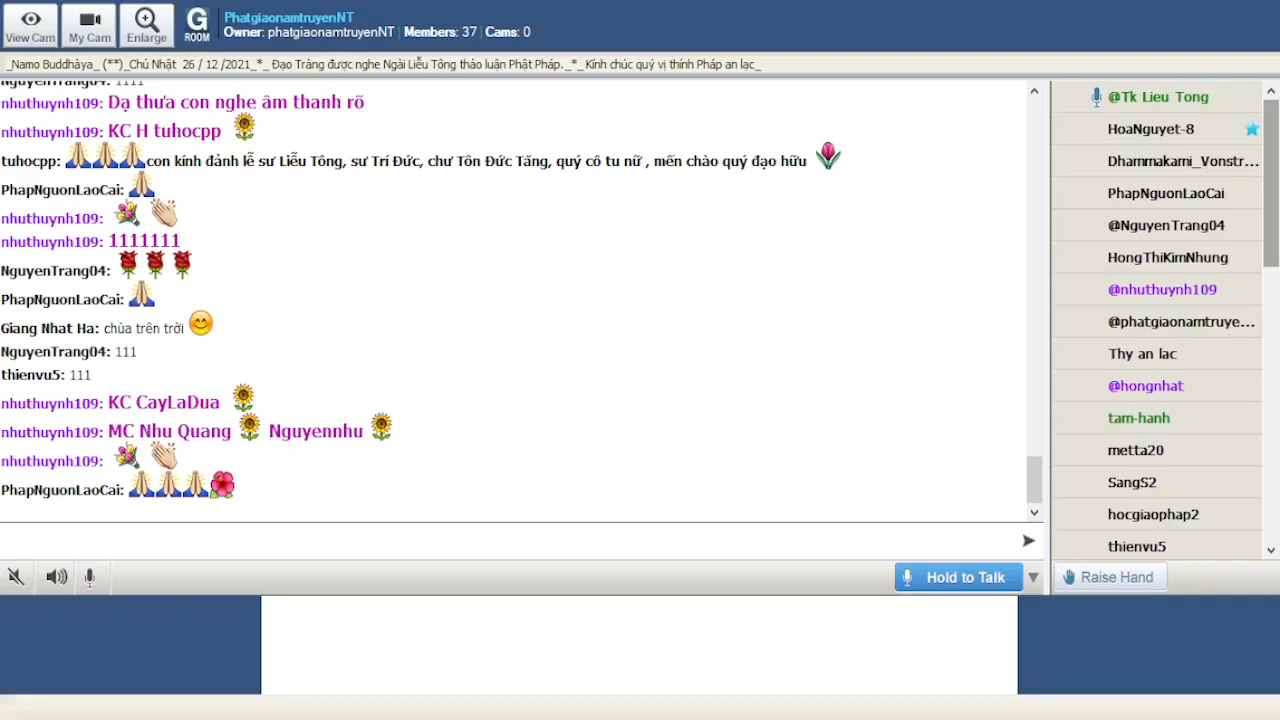 View Cam
My Cam
Enlarge
G
ROOM
PhatgiaonamtruyenNT
Owner: phatgiaonamtruyenNT | Members: 37 | Cams: 0
_Namo Buddhàya_ (**)_Chủ Nhật 26 / 12 /2021_*_ Đạo Tràng được nghe Ngài Liễu Tông thảo luận Phật Pháp._*_Kính chúc quý vị thính Pháp an lạc_
NguyenTrang04: 1111
nhuthuynh109: Dạ thưa con nghe âm thanh rõ
nhuthuynh109: KC H tuhocpp
tuhocpp: con kính đảnh lễ sư Liễu Tông, sư Trí Đức, chư Tôn Đức Tăng, quý cô tu nữ , mến chào quý đạo hữu
PhapNguonLaoCai:
nhuthuynh109:
nhuthuynh109: 1111111
NguyenTrang04:
PhapNguonLaoCai:
Giang Nhat Ha: chùa trên trời
NguyenTrang04: 111
thienvu5: 111
nhuthuynh109: KC CayLaDua
nhuthuynh109: MC Nhu Quang Nguyennhu
nhuthuynh109:
PhapNguonLaoCai:
Hold to Talk
@Tk Lieu Tong
HoaNguyet-8
Dhammakami_Vonstr...
PhapNguonLaoCai
@NguyenTrang04
HongThiKimNhung
@nhuthuynh109
@phatgiaonamtruye...
Thy an lac
@hongnhat
tam-hanh
metta20
SangS2
hocgiaophap2
thienvu5
Raise Hand